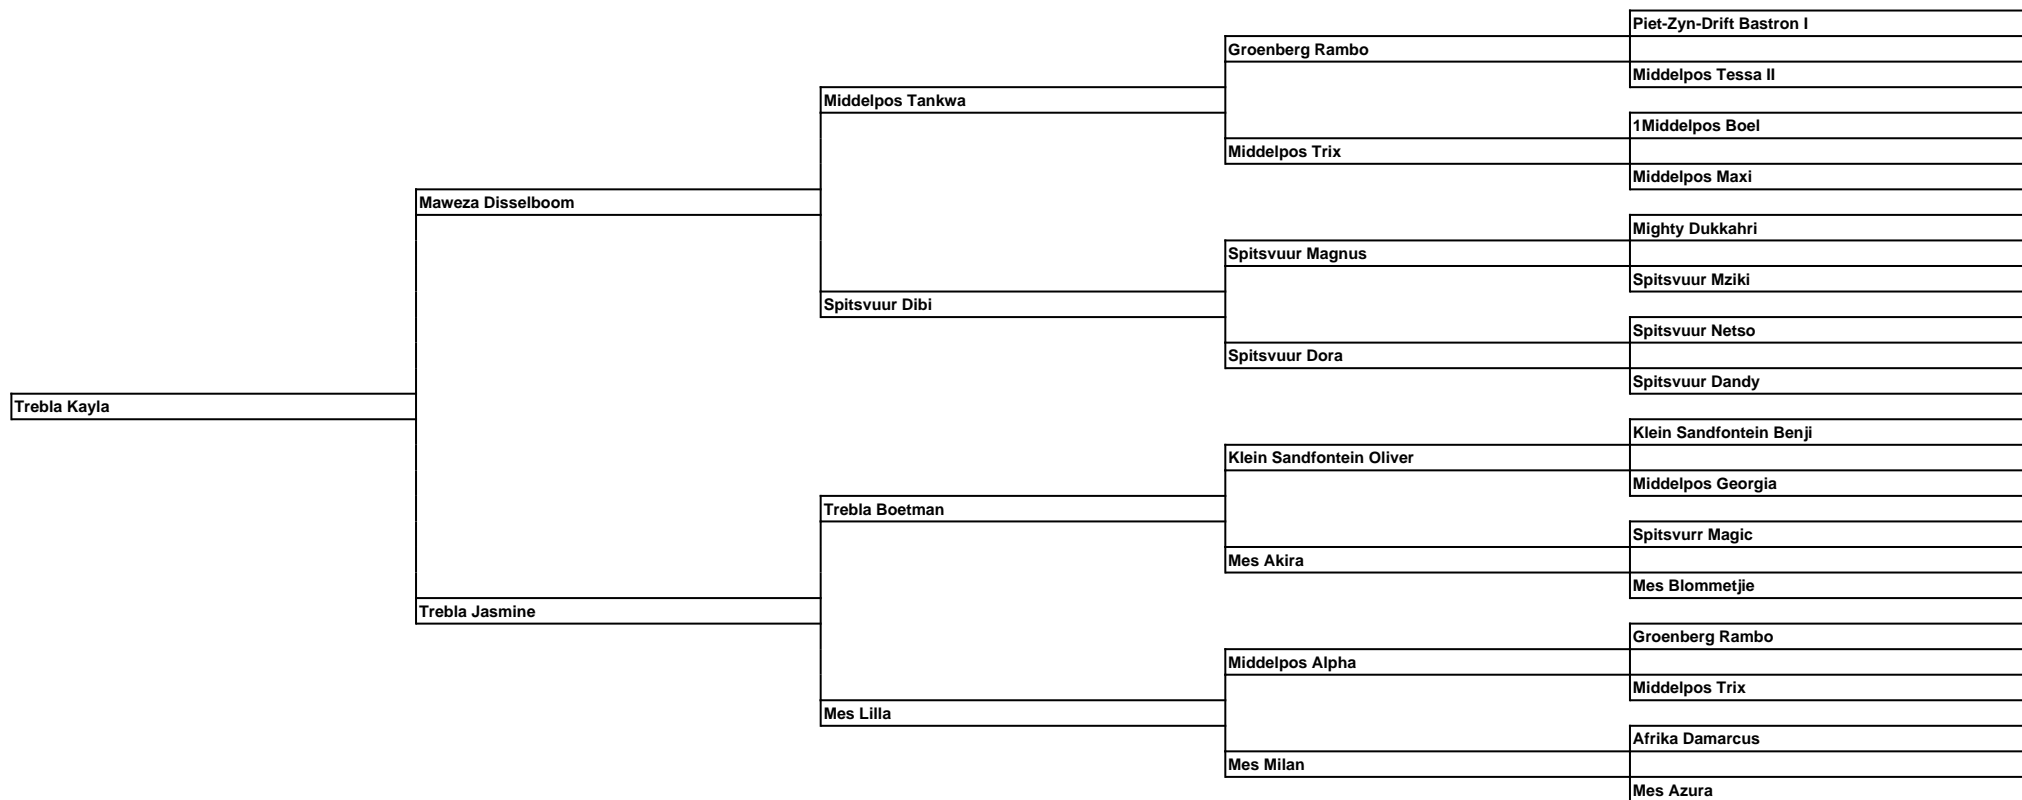 Piet-Zyn-Drift Bastron I
Groenberg Rambo
Middelpos Tessa II
Middelpos Tankwa
1Middelpos Boel
Middelpos Trix
Middelpos Maxi
Maweza Disselboom
Mighty Dukkahri
Spitsvuur Magnus
Spitsvuur Mziki
Spitsvuur Dibi
Spitsvuur Netso
Spitsvuur Dora
Spitsvuur Dandy
Trebla Kayla
Klein Sandfontein Benji
Klein Sandfontein Oliver
Middelpos Georgia
Trebla Boetman
Spitsvurr Magic
Mes Akira
Mes Blommetjie
Trebla Jasmine
Groenberg Rambo
Middelpos Alpha
Middelpos Trix
Mes Lilla
Afrika Damarcus
Mes Milan
Mes Azura